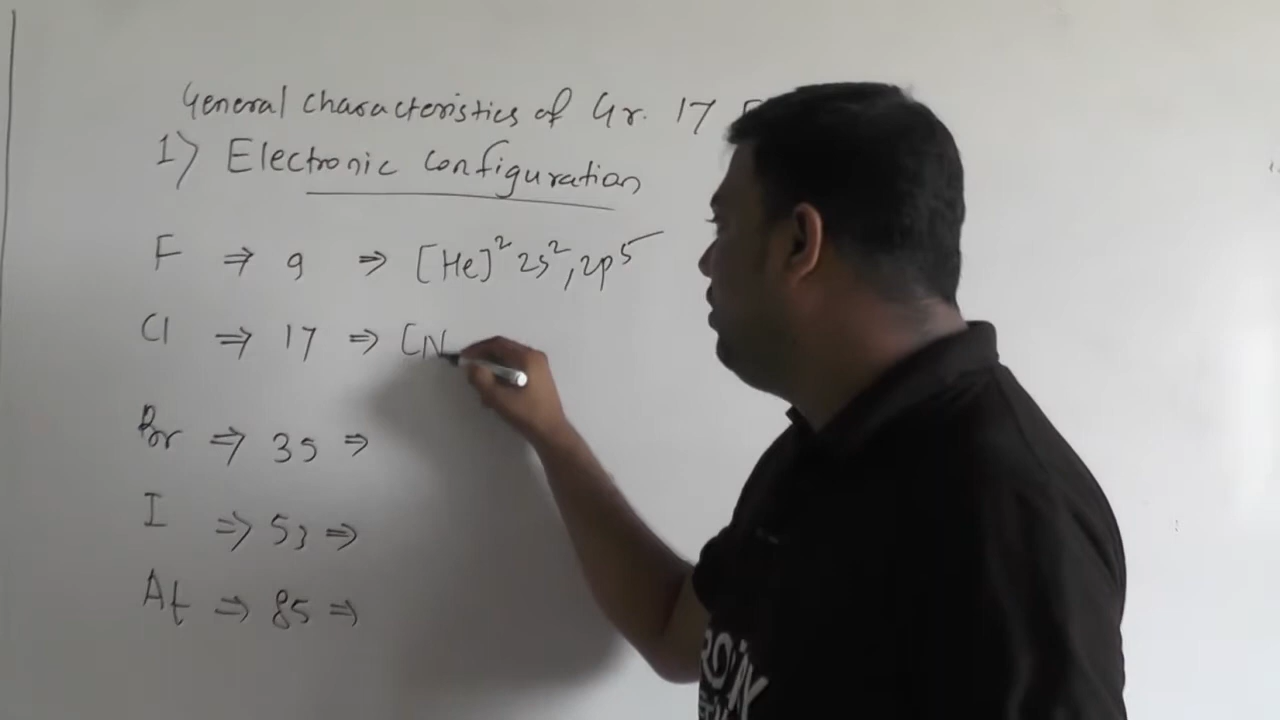 General characteristics of Gr. 17
1) Electronic configuration
F ⇒ 9 ⇒ [He]² 2s², 2p⁵
Cl ⇒ 17 ⇒ [N
Br ⇒ 35 ⇒
I ⇒ 53 ⇒
At ⇒ 85 ⇒